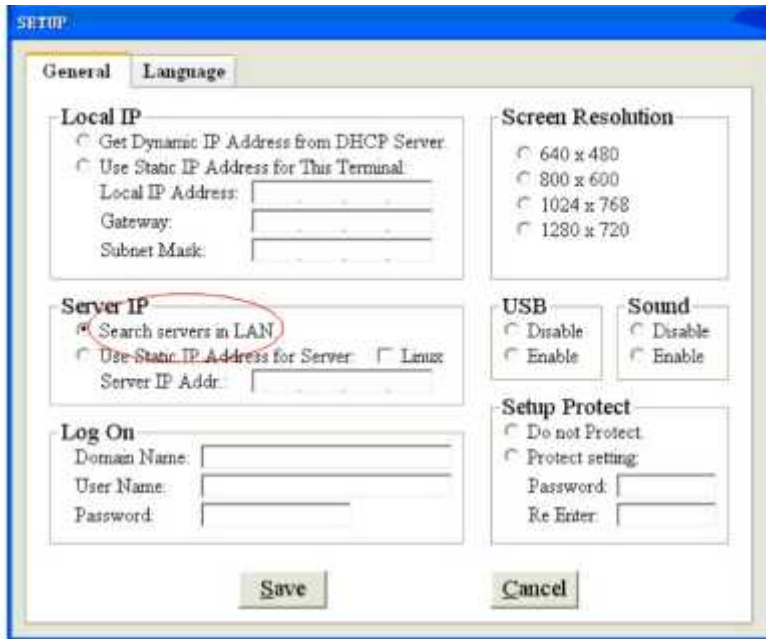 SETUP
General Language
Local IP
Get Dynamic IP Address from DHCP Server.
Use Static IP Address for This Terminal:
Local IP Address:
Gateway:
Subnet Mask:
Screen Resolution
640 x 480
800 x 600
1024 x 768
1280 x 720
Server IP
Search servers in LAN
Use Static IP Address for Server: Linux
Server IP Addr.:
USB
Disable
Enable
Sound
Disable
Enable
Log On
Domain Name:
User Name:
Password:
Setup Protect
Do not Protect.
Protect setting:
Password:
Re Enter:
Save Cancel